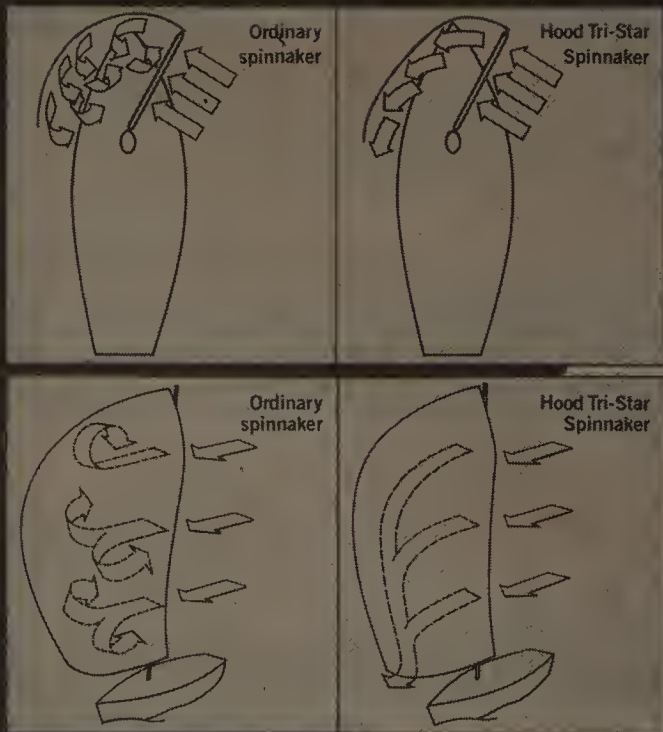 Ordinary
spinnaker
Hood Tri-Star
Spinnaker
Ordinary
spinnaker
Hood Tri-Star
Spinnaker